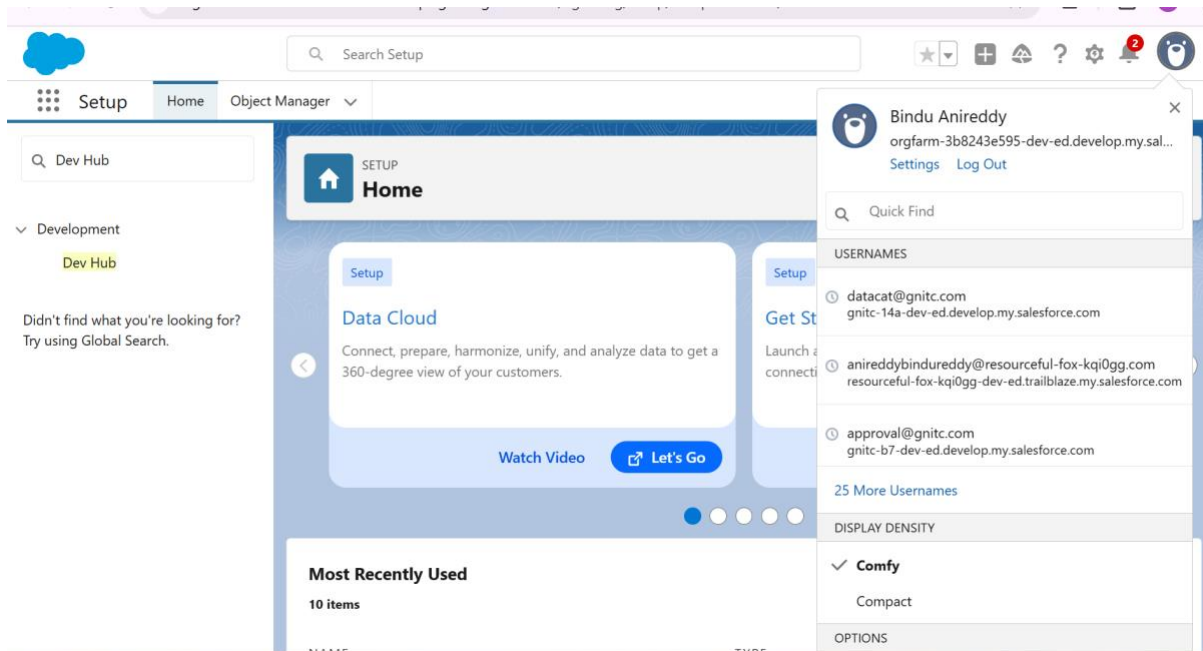 Search Setup
2
Setup
Home
Object Manager
Dev Hub
Development
Dev Hub
Didn't find what you're looking for?
Try using Global Search.
SETUP
Home
Setup
Data Cloud
Connect, prepare, harmonize, unify, and analyze data to get a
360-degree view of your customers.
Watch Video
Let's Go
Setup
Get St
Launch a
connecti
Most Recently Used
10 items
Bindu Anireddy
orgfarm-3b8243e595-dev-ed.develop.my.sal...
Settings Log Out
Quick Find
USERNAMES
datacat@gnitc.com
gnitc-14a-dev-ed.develop.my.salesforce.com
anireddybindureddy@resourceful-fox-kqi0gg.com
resourceful-fox-kqi0gg-dev-ed.trailblaze.my.salesforce.com
approval@gnitc.com
gnitc-b7-dev-ed.develop.my.salesforce.com
25 More Usernames
DISPLAY DENSITY
Comfy
Compact
OPTIONS